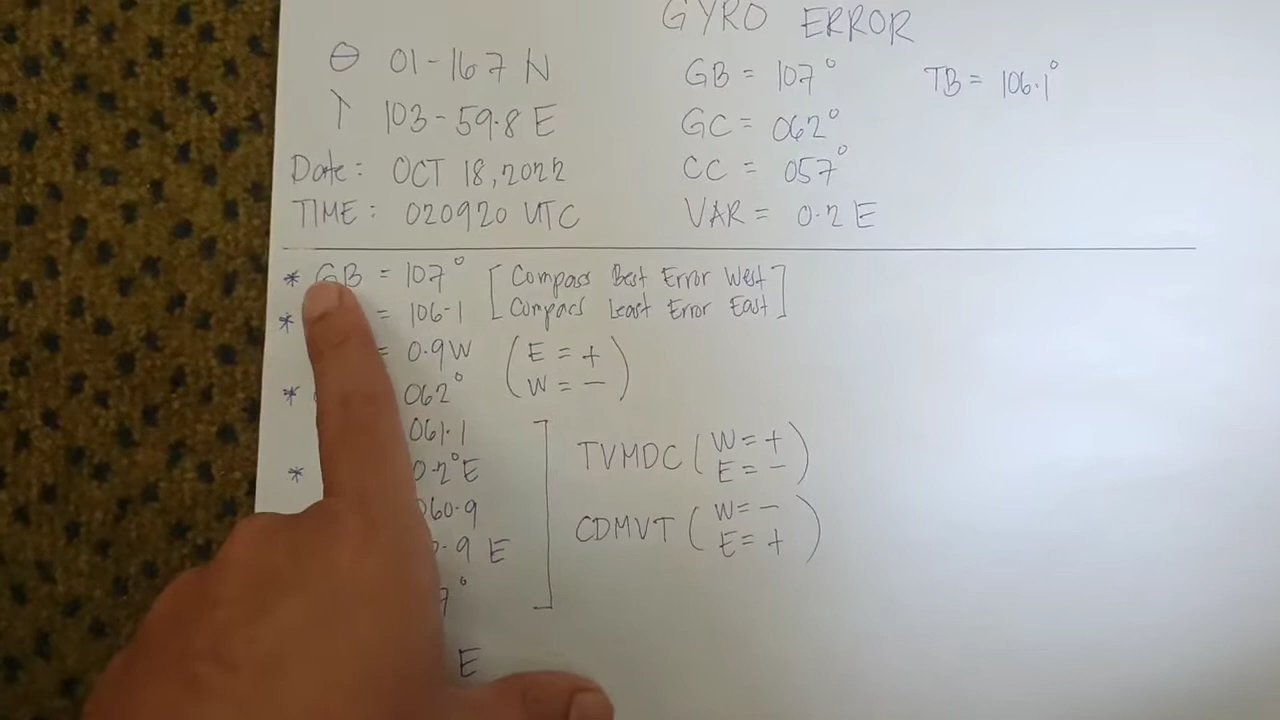 GYRO ERROR
θ 01-16.7 N
λ 103-59.8 E
Date: OCT 18, 2022
TIME: 020920 UTC
GB = 107°
GC = 062°
CC = 057°
VAR = 0.2 E
TB = 106.1°
* GB = 107° [Compass Best Error West]
* = 106.1 [Compass Least Error East]
= 0.9W (E = +
W = -)
* 062°
061.1
* 0.2°E
060.9
.9 E
7°
E
TVMDC (W = +
E = -)
CDMVT (W = -
E = +)